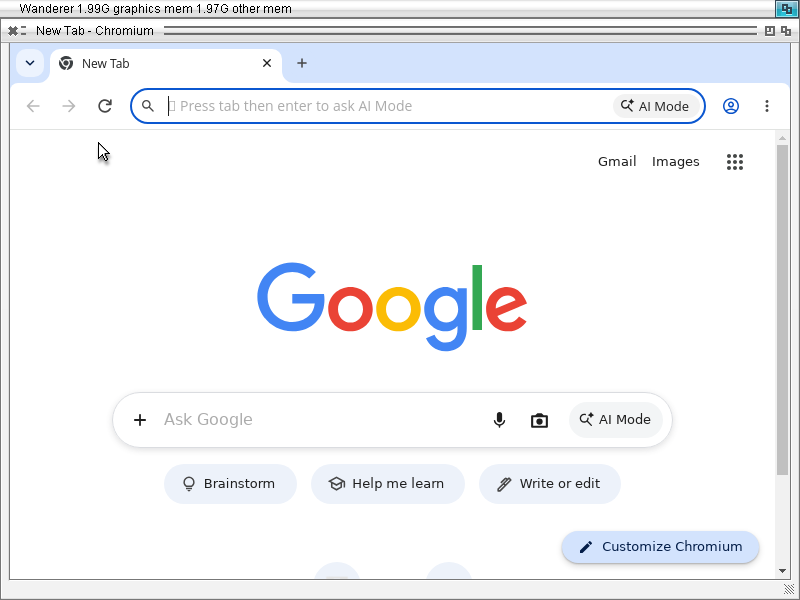 Wanderer 1.99G graphics mem 1.97G other mem
New Tab - Chromium
New Tab
Press tab then enter to ask AI Mode
AI Mode
Gmail Images
Google
Ask Google
AI Mode
Brainstorm
Help me learn
Write or edit
Customize Chromium